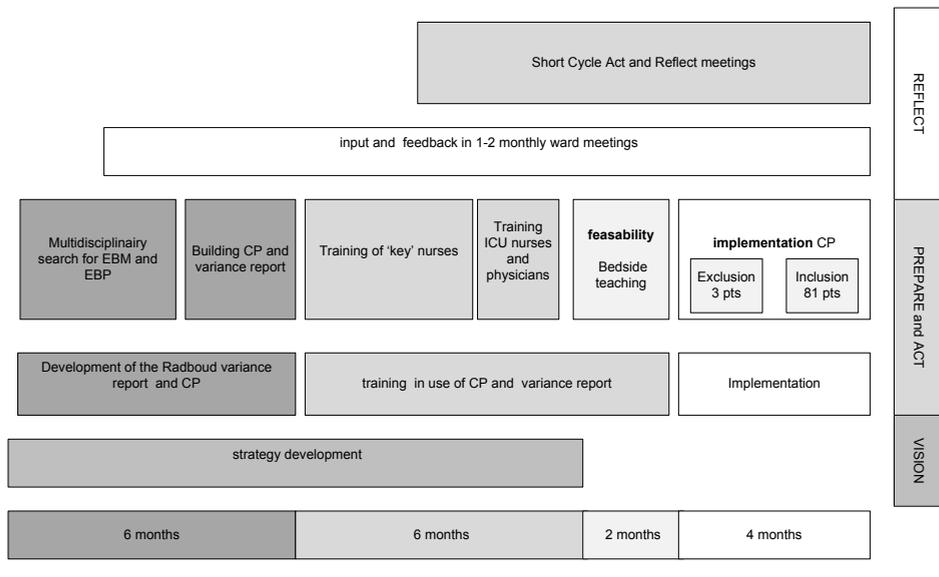 Short Cycle Act and Reflect meetings
REFLECT
input and  feedback in 1-2 monthly ward meetings
Multidisciplinairy
search for EBM and
EBP
Building CP and
variance report
Training of 'key' nurses
Training
ICU nurses
and
physicians
feasability
Bedside
teaching
implementation CP
Exclusion
3 pts
Inclusion
81 pts
PREPARE and ACT
Development of the Radboud variance
report  and CP
training  in use of CP and  variance report
Implementation
strategy development
VISION
6 months
6 months
2 months
4 months